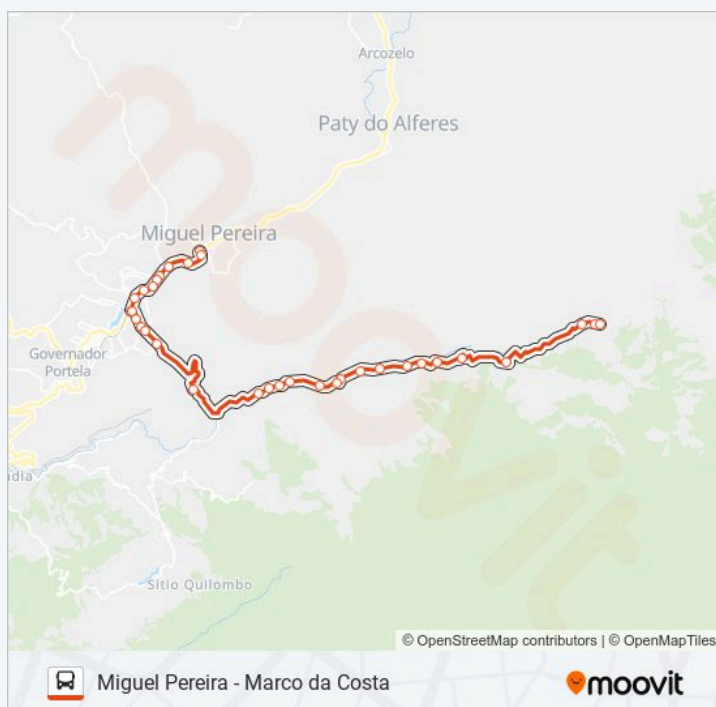 Arcozelo
Paty do Alferes
Miguel Pereira
Governador
Portela
Sítio Quilombo
© OpenStreetMap contributors | © OpenMapTiles
Miguel Pereira - Marco da Costa
moovit
moovit